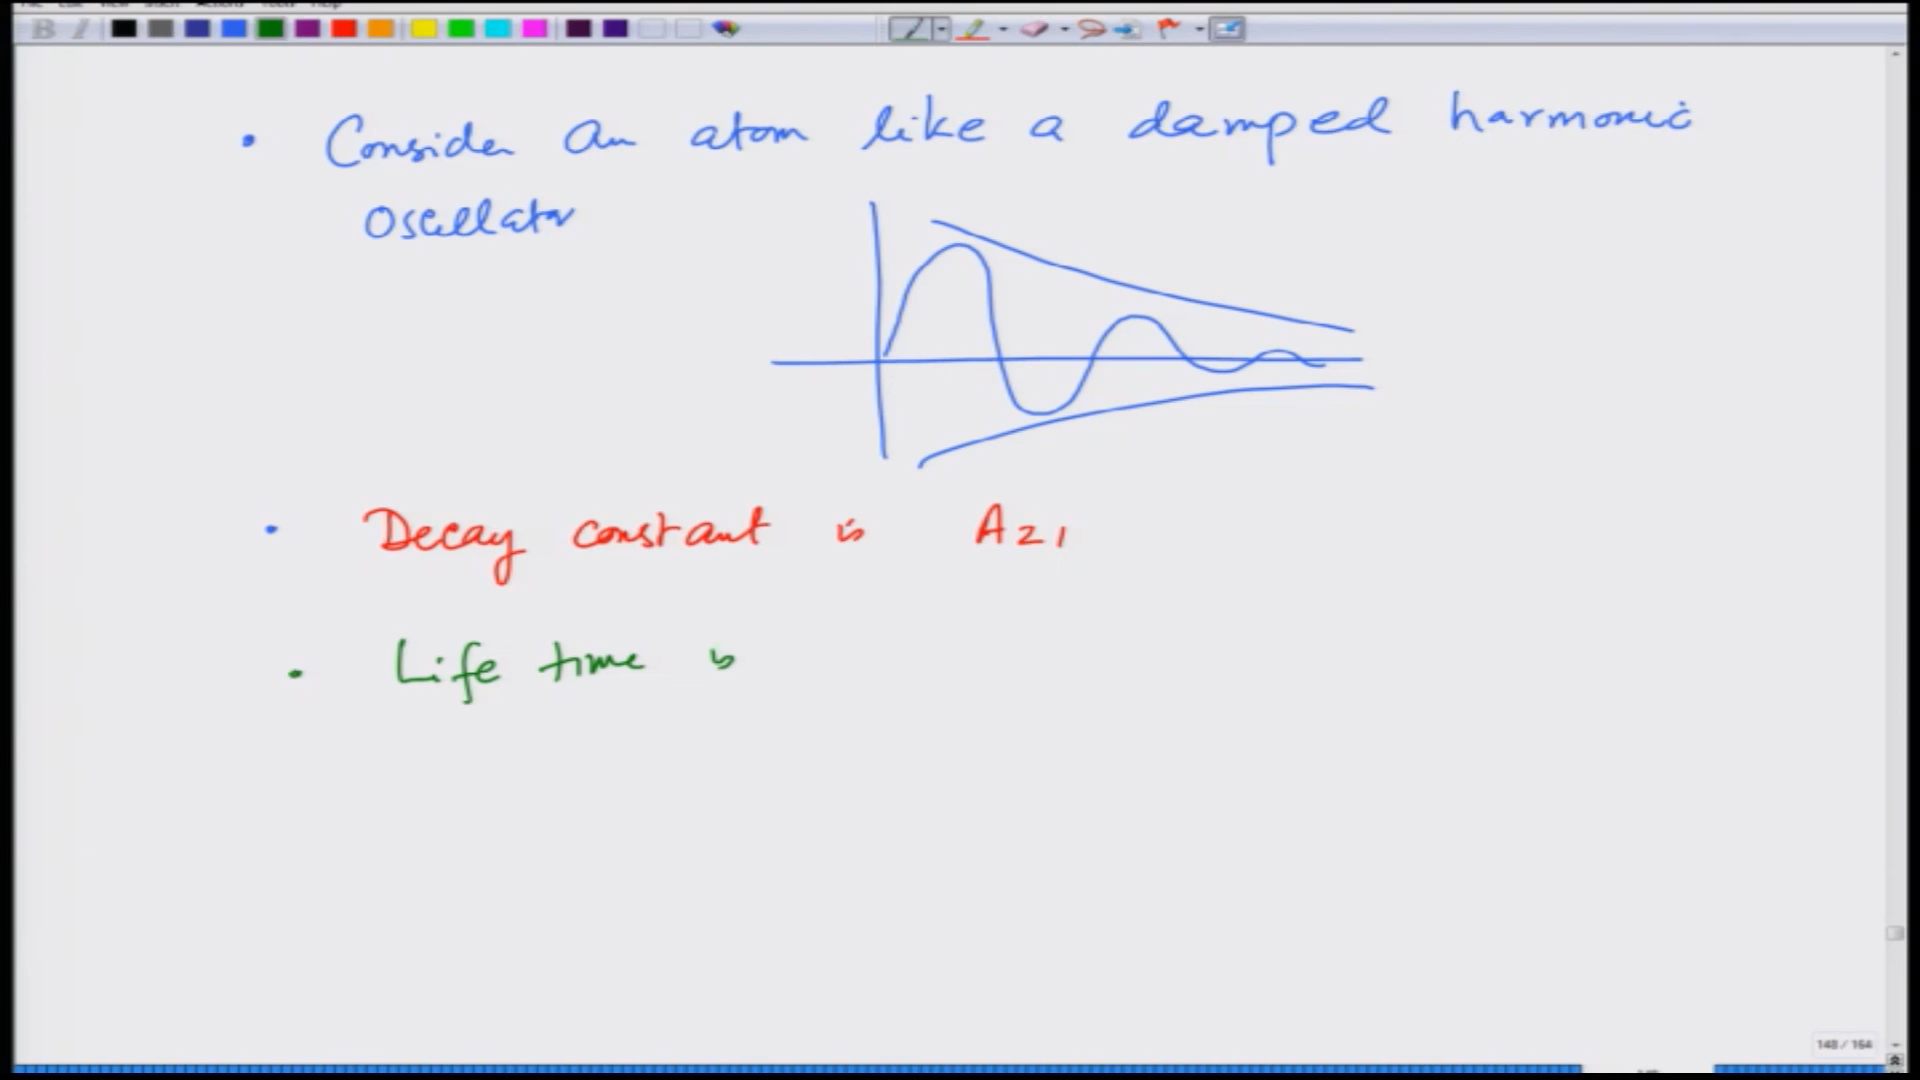 • Consider an atom like a damped harmonic
Oscillator
• Decay constant is A21
• Life time is
148 / 164